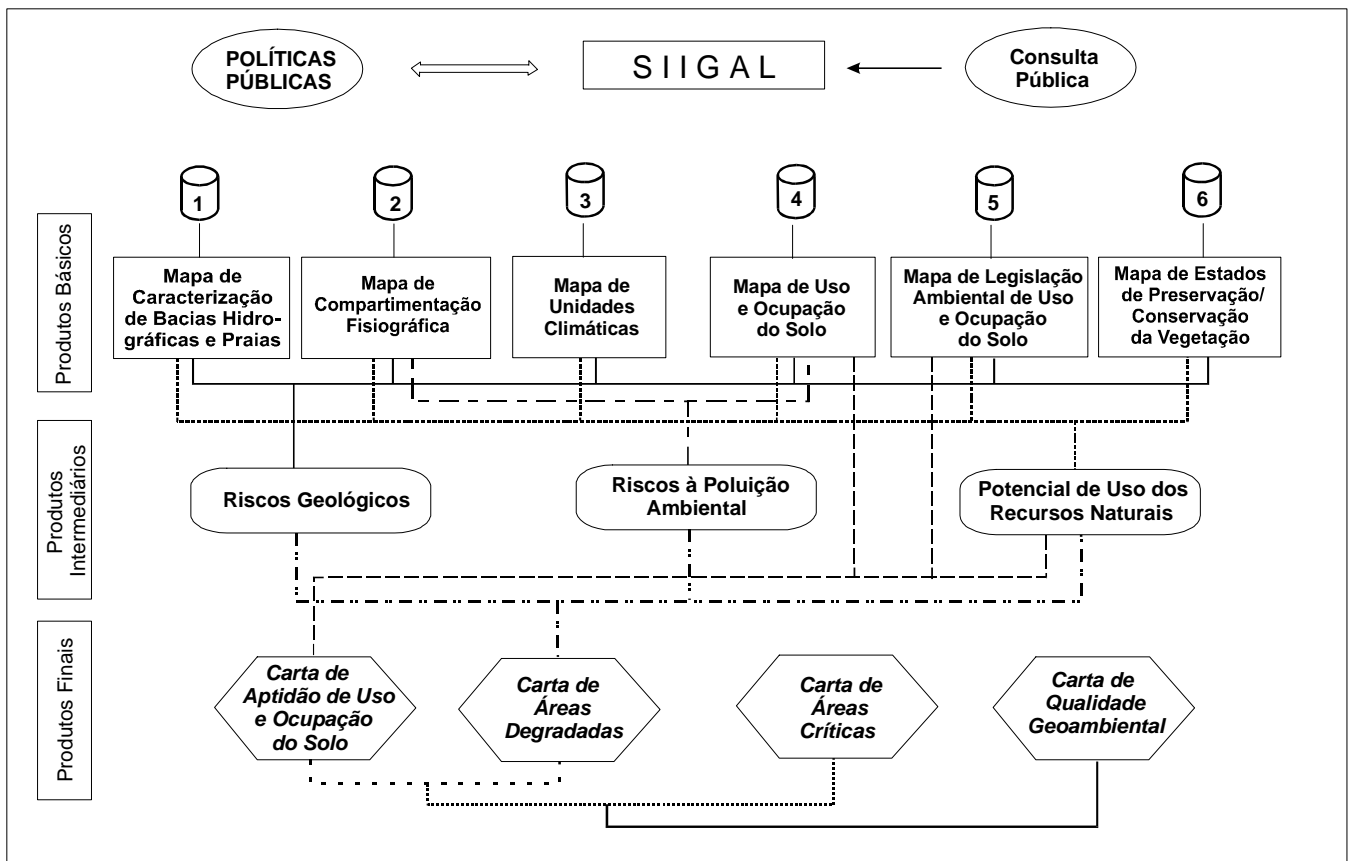 POLÍTICAS
PÚBLICAS
S I I G A L
Consulta
Pública
1
2
3
4
5
6
Produtos Básicos
Mapa de
Caracterização
de Bacias Hidro-
gráficas e Praias
Mapa de
Compartimentação
Fisiográfica
Mapa de
Unidades
Climáticas
Mapa de Uso
e Ocupação
do Solo
Mapa de Legislação
Ambiental de Uso
e Ocupação
do Solo
Mapa de Estados
de Preservação/
Conservação
da Vegetação
Produtos
Intermediários
Riscos Geológicos
Riscos à Poluição
Ambiental
Potencial de Uso dos
Recursos Naturais
Produtos Finais
Carta de
Aptidão de Uso
e Ocupação
do Solo
Carta de
Áreas
Degradadas
Carta de
Áreas
Críticas
Carta de
Qualidade
Geoambiental